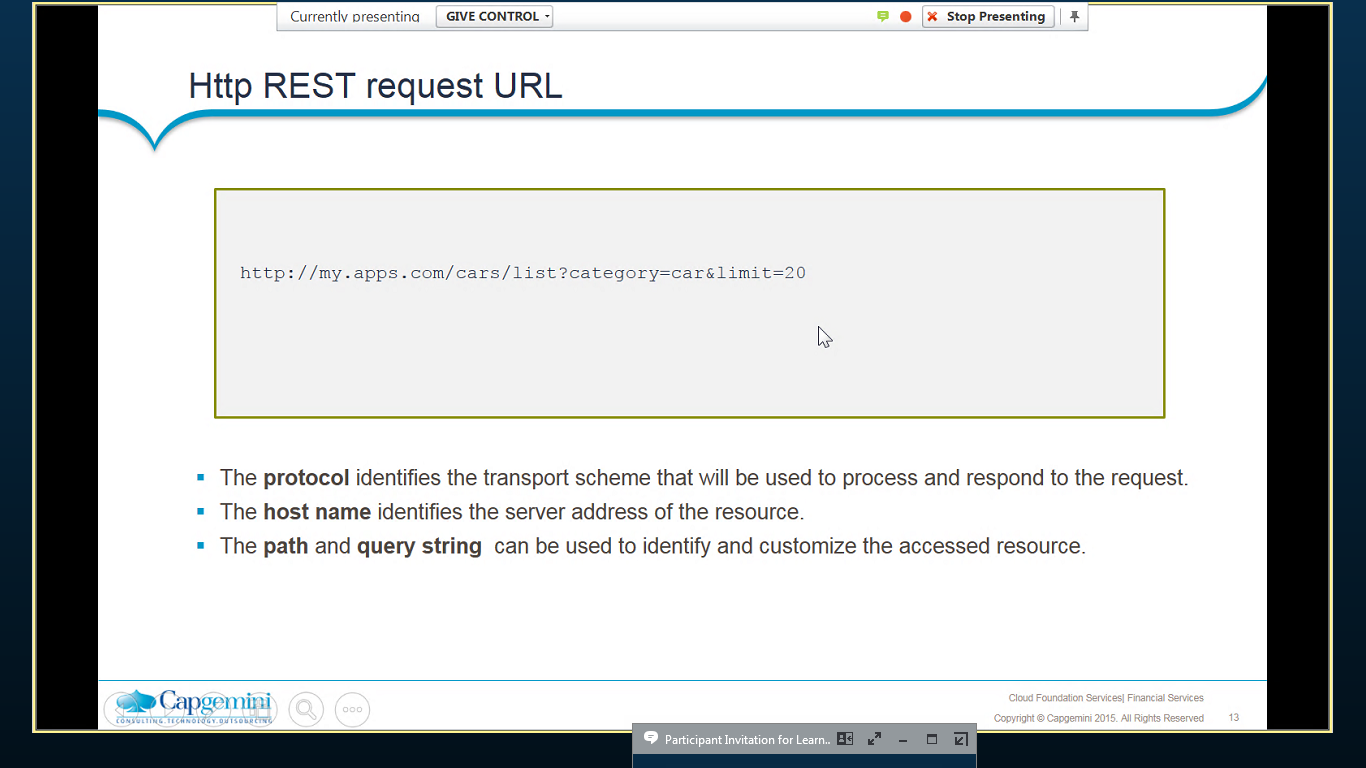 Currently presenting GIVE CONTROL Stop Presenting
Http REST request URL
http://my.apps.com/cars/list?category=car&limit=20
The protocol identifies the transport scheme that will be used to process and respond to the request.
The host name identifies the server address of the resource.
The path and query string can be used to identify and customize the accessed resource.
Capgemini
CONSULTING.TECHNOLOGY.OUTSOURCING
Cloud Foundation Services| Financial Services
Copyright © Capgemini 2015. All Rights Reserved 13
Participant Invitation for Learn..